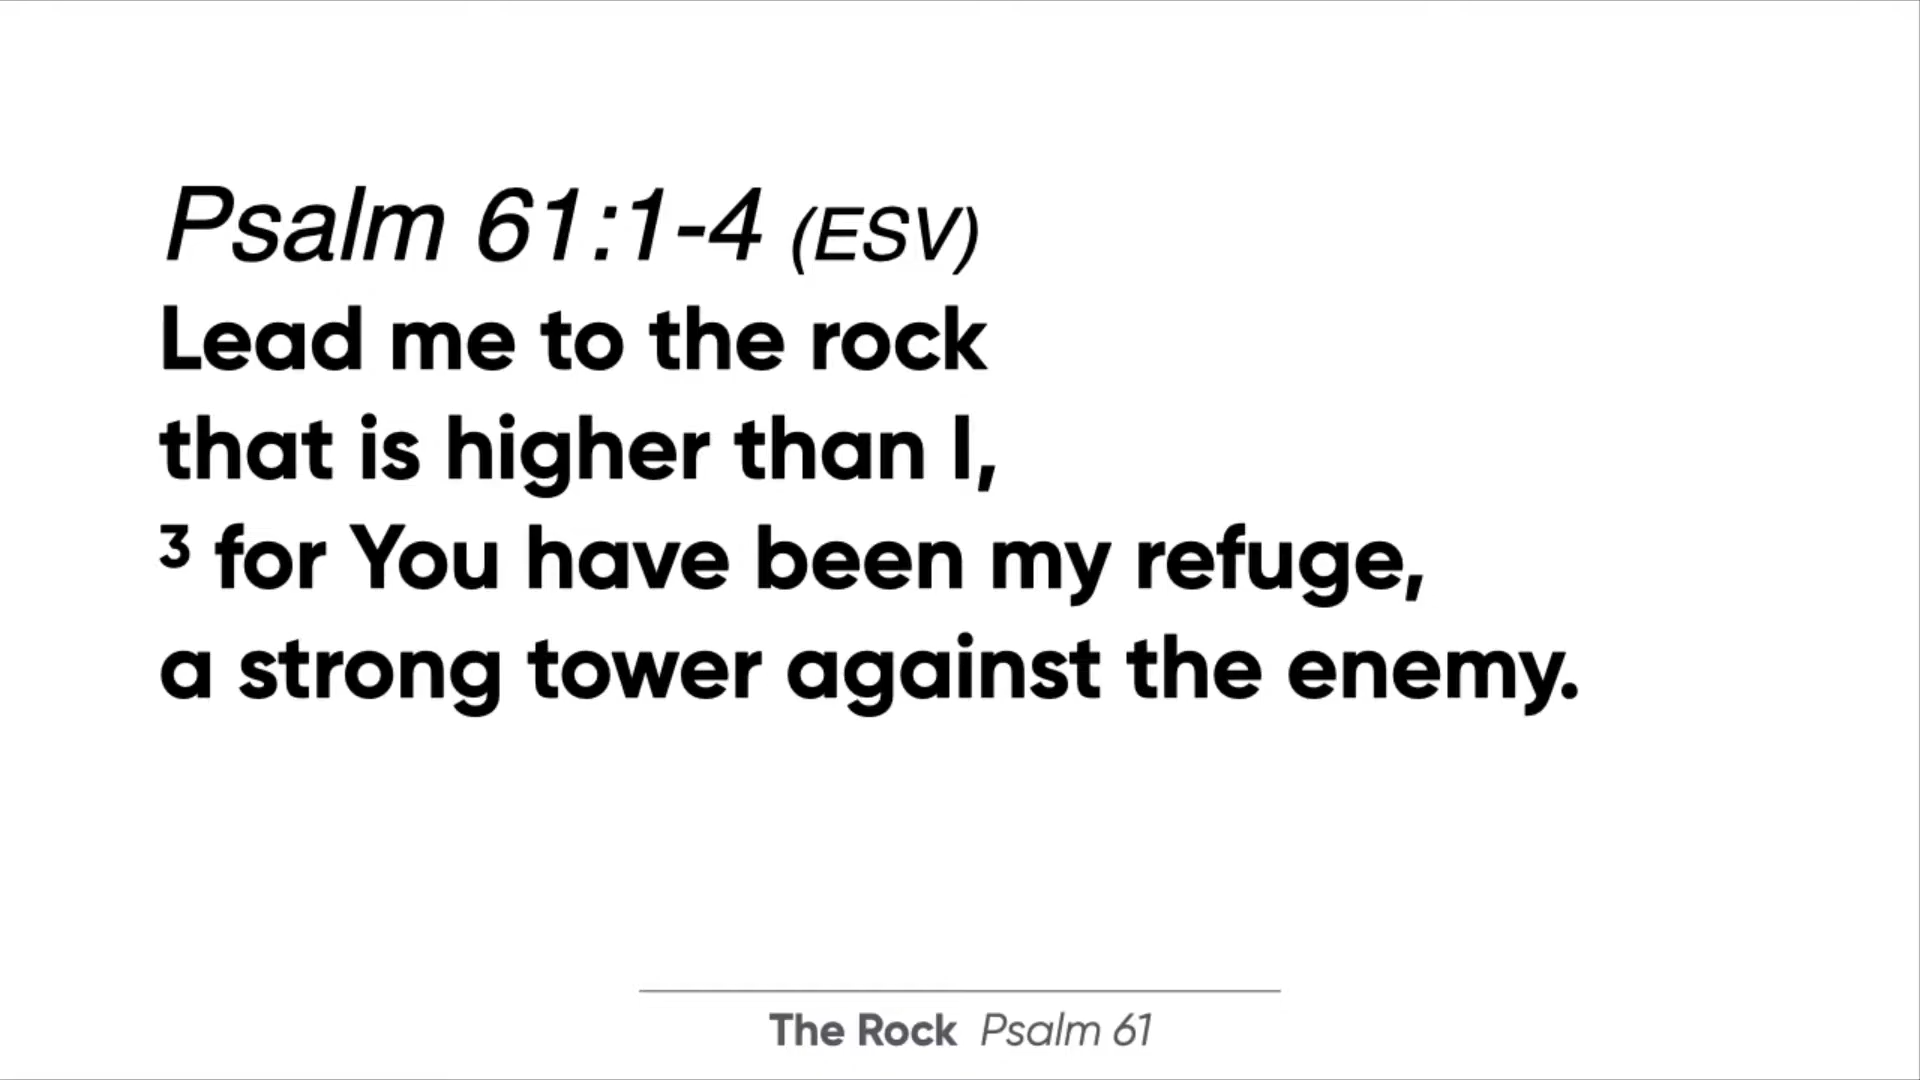 Psalm 61:1-4 (ESV)
Lead me to the rock
that is higher than I,
³ for You have been my refuge,
a strong tower against the enemy.
The Rock Psalm 61